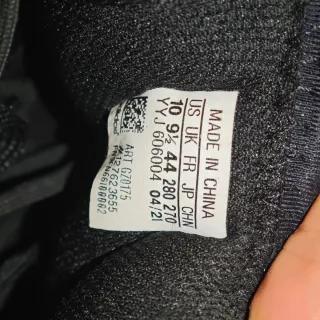 MADE IN CHINA
US UK FR JP CHN
10 9½ 44 280 270
YYJ 606004 04/21
ART GZ0175